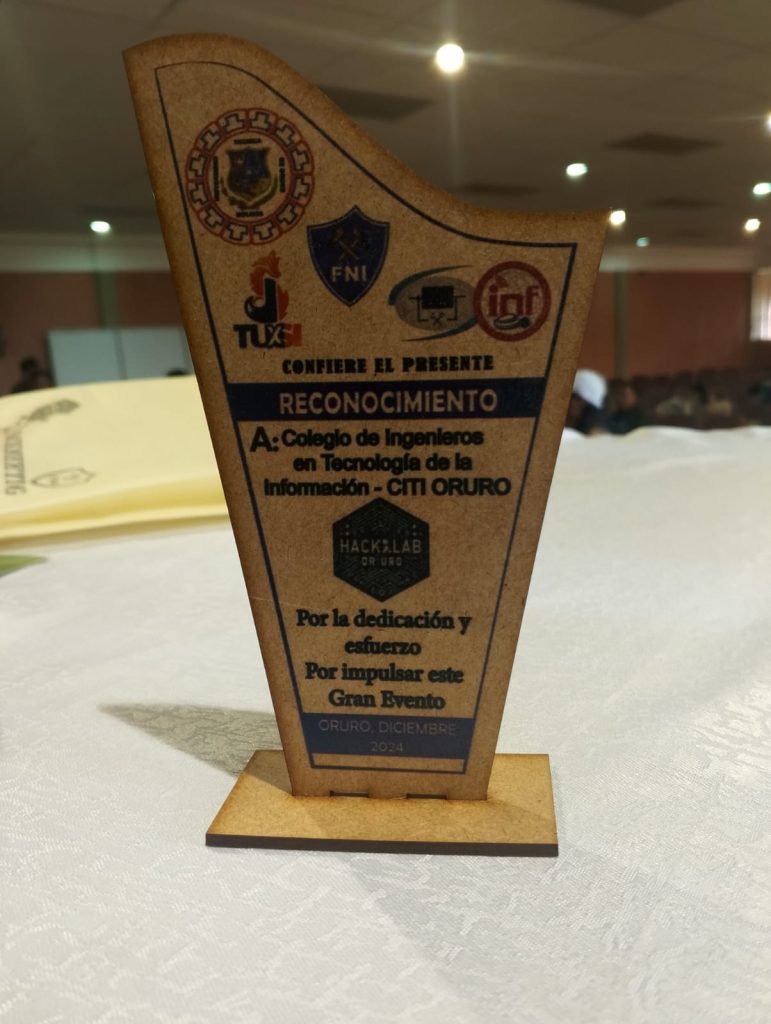 FNI
TUXSI
inf
CONFIERE EL PRESENTE
RECONOCIMIENTO
A: Colegio de Ingenieros
en Tecnología de la
Información - CITI ORURO
HACKLAB
ORURO
Por la dedicación y
esfuerzo
Por impulsar este
Gran Evento
ORURO, DICIEMBRE
2024